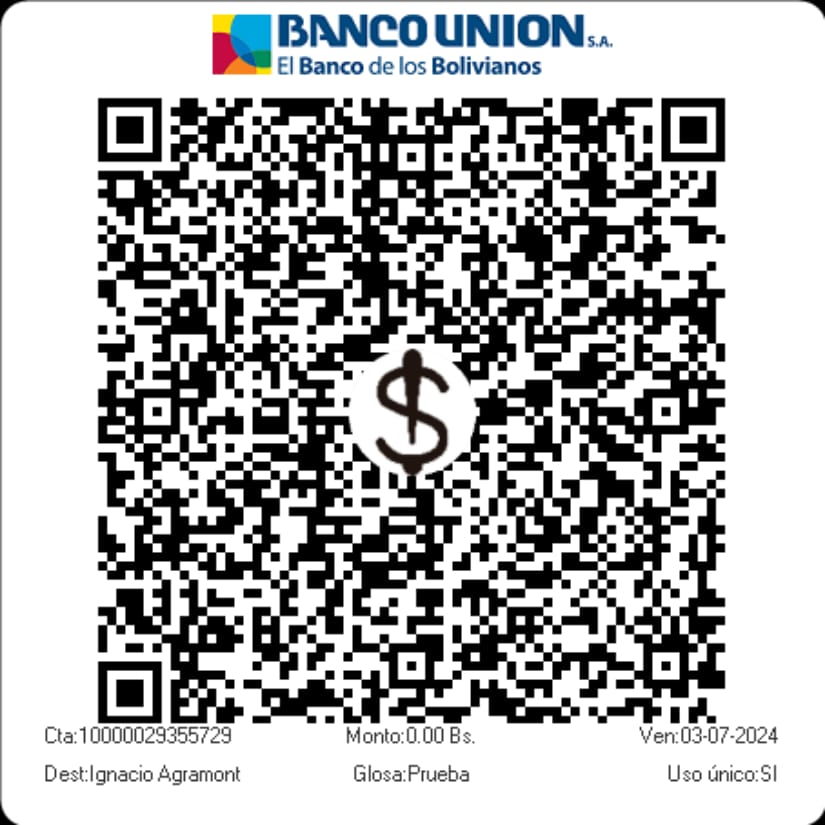 BANCO UNION S.A.
El Banco de los Bolivianos
$
Cta:10000029355729 Monto:0.00 Bs. Ven:03-07-2024
Dest:Ignacio Agramont Glosa:Prueba Uso único:SI